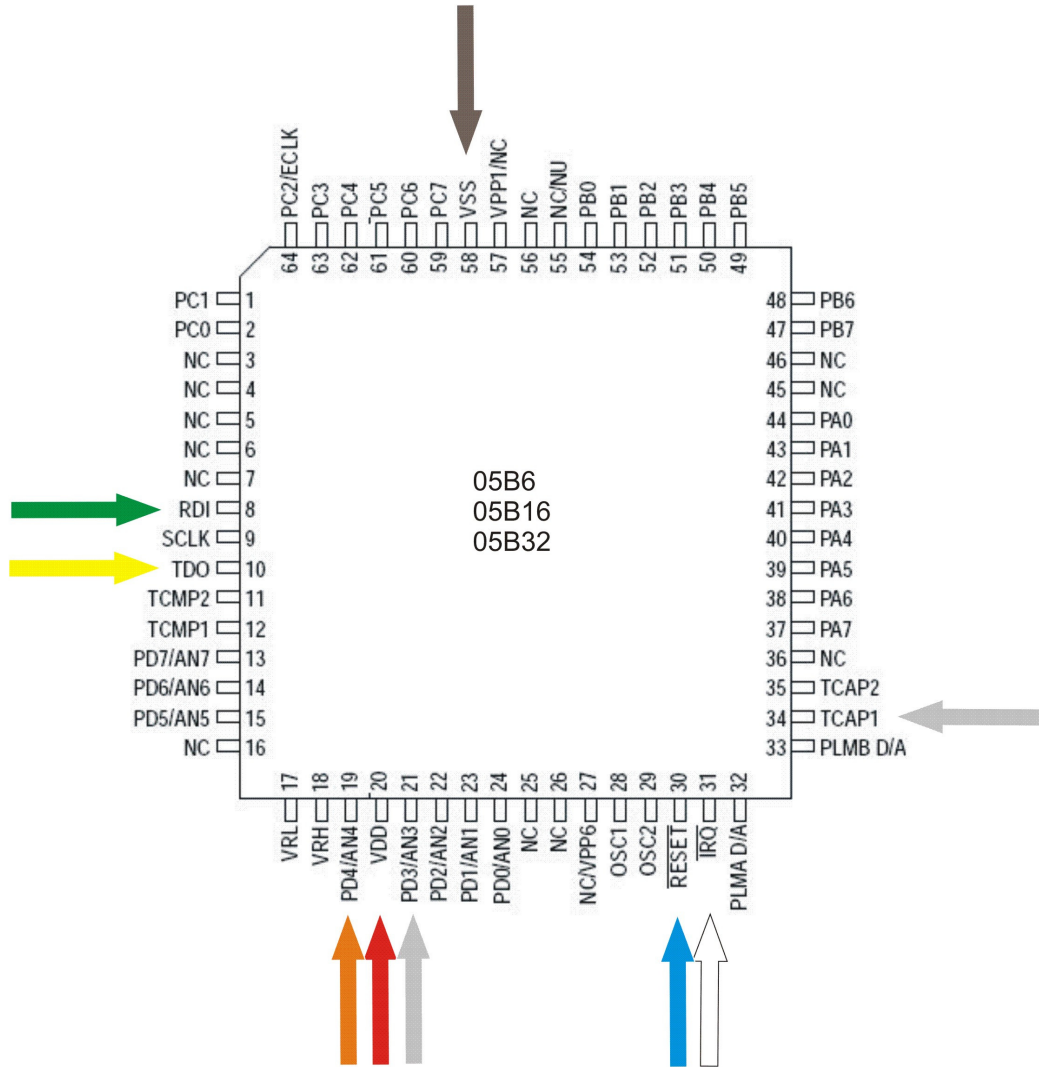 PC2/ECLK
PC3
PC4
PC5
PC6
PC7
VSS
VPP1/NC
NC
NC/NU
PB0
PB1
PB2
PB3
PB4
PB5
64
63
62
61
60
59
58
57
56
55
54
53
52
51
50
49
PC1 1
PC0 2
NC 3
NC 4
NC 5
NC 6
NC 7
RDI 8
SCLK 9
TDO 10
TCMP2 11
TCMP1 12
PD7/AN7 13
PD6/AN6 14
PD5/AN5 15
NC 16
05B6
05B16
05B32
48 PB6
47 PB7
46 NC
45 NC
44 PA0
43 PA1
42 PA2
41 PA3
40 PA4
39 PA5
38 PA6
37 PA7
36 NC
35 TCAP2
34 TCAP1
33 PLMB D/A
17
18
19
20
21
22
23
24
25
26
27
28
29
30
31
32
VRL
VRH
PD4/AN4
VDD
PD3/AN3
PD2/AN2
PD1/AN1
PD0/AN0
NC
NC
NC/VPP6
OSC1
OSC2
RESET
IRQ
PLMA D/A